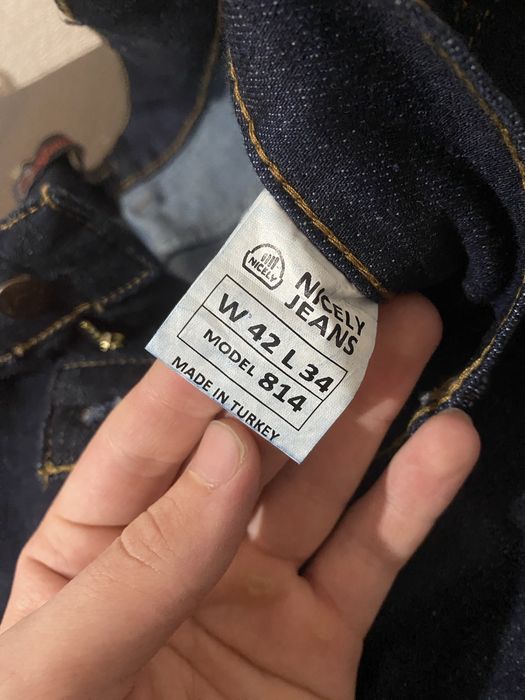 NICELY
NICELY
JEANS
W 42 L 34
MODEL 814
MADE IN TURKEY